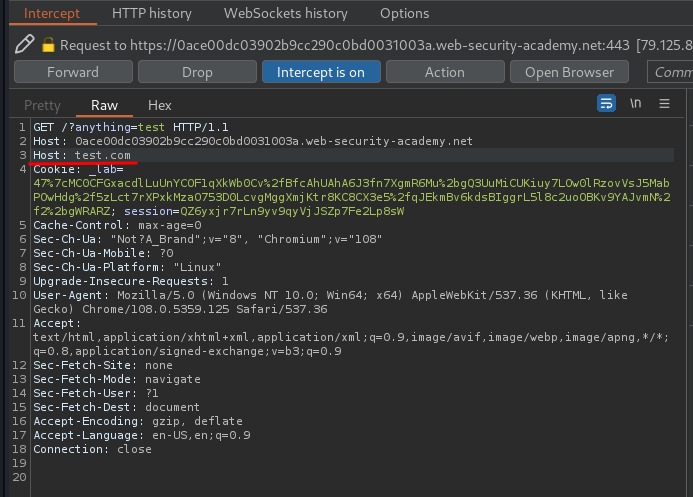 Intercept HTTP history WebSockets history Options
Request to https://0ace00dc03902b9cc290c0bd0031003a.web-security-academy.net:443 [79.125.8
Forward Drop Intercept is on Action Open Browser Comm
Pretty Raw Hex \n
1 GET /?anything=test HTTP/1.1
2 Host: 0ace00dc03902b9cc290c0bd0031003a.web-security-academy.net
3 Host: test.com
4 Cookie: _lab=
47%7cMC0CFGxacdlLuUnYC0F1qXkWb0Cv%2fBfcAhUAhA6J3fn7XgmR6Mu%2bgQ3UuMiCUKiuy7LOw0lRzovVsJ5Mab
POwHdg%2f5zLct7rXPxkMza0753D0LcvgMggXmjKtr8KC8CX3e5%2fqJEkmBv6kdsBIggrL5l8c2uoOBKv9YAJvmN%2
f2%2bgWRARZ; session=QZ6yxjr7rLn9yv9qyVjJSZp7Fe2Lp8sW
5 Cache-Control: max-age=0
6 Sec-Ch-Ua: "Not?A_Brand";v="8", "Chromium";v="108"
7 Sec-Ch-Ua-Mobile: ?0
8 Sec-Ch-Ua-Platform: "Linux"
9 Upgrade-Insecure-Requests: 1
10 User-Agent: Mozilla/5.0 (Windows NT 10.0; Win64; x64) AppleWebKit/537.36 (KHTML, like
Gecko) Chrome/108.0.5359.125 Safari/537.36
11 Accept:
text/html,application/xhtml+xml,application/xml;q=0.9,image/avif,image/webp,image/apng,*/*;
q=0.8,application/signed-exchange;v=b3;q=0.9
12 Sec-Fetch-Site: none
13 Sec-Fetch-Mode: navigate
14 Sec-Fetch-User: ?1
15 Sec-Fetch-Dest: document
16 Accept-Encoding: gzip, deflate
17 Accept-Language: en-US,en;q=0.9
18 Connection: close
19
20